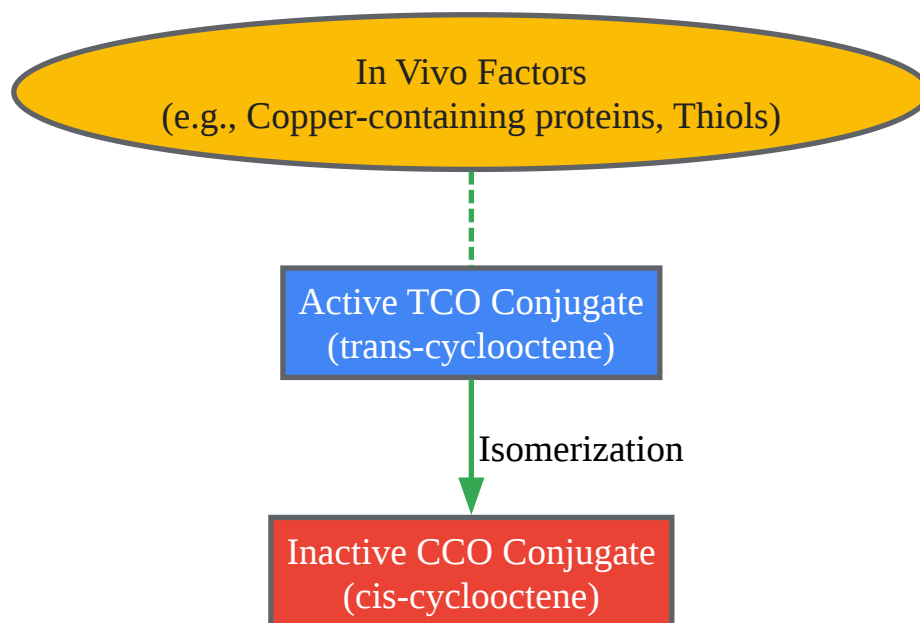 In Vivo Factors
(e.g., Copper-containing proteins, Thiols)
Active TCO Conjugate
(trans-cyclooctene)
Isomerization
Inactive CCO Conjugate
(cis-cyclooctene)